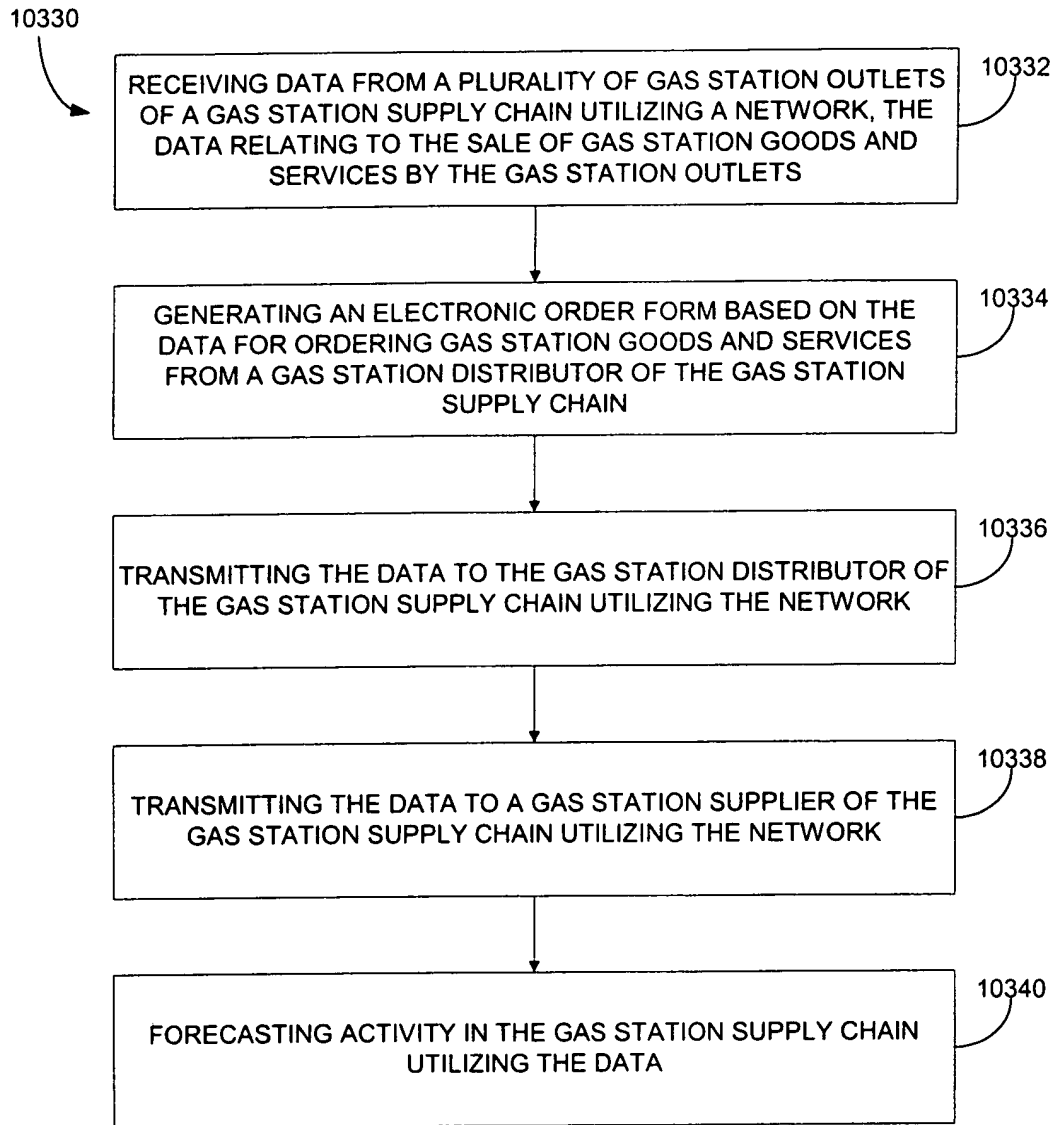 10330
RECEIVING DATA FROM A PLURALITY OF GAS STATION OUTLETS
OF A GAS STATION SUPPLY CHAIN UTILIZING A NETWORK, THE
DATA RELATING TO THE SALE OF GAS STATION GOODS AND
SERVICES BY THE GAS STATION OUTLETS
10332
GENERATING AN ELECTRONIC ORDER FORM BASED ON THE
DATA FOR ORDERING GAS STATION GOODS AND SERVICES
FROM A GAS STATION DISTRIBUTOR OF THE GAS STATION
SUPPLY CHAIN
10334
TRANSMITTING THE DATA TO THE GAS STATION DISTRIBUTOR OF
THE GAS STATION SUPPLY CHAIN UTILIZING THE NETWORK
10336
TRANSMITTING THE DATA TO A GAS STATION SUPPLIER OF THE
GAS STATION SUPPLY CHAIN UTILIZING THE NETWORK
10338
FORECASTING ACTIVITY IN THE GAS STATION SUPPLY CHAIN
UTILIZING THE DATA
10340